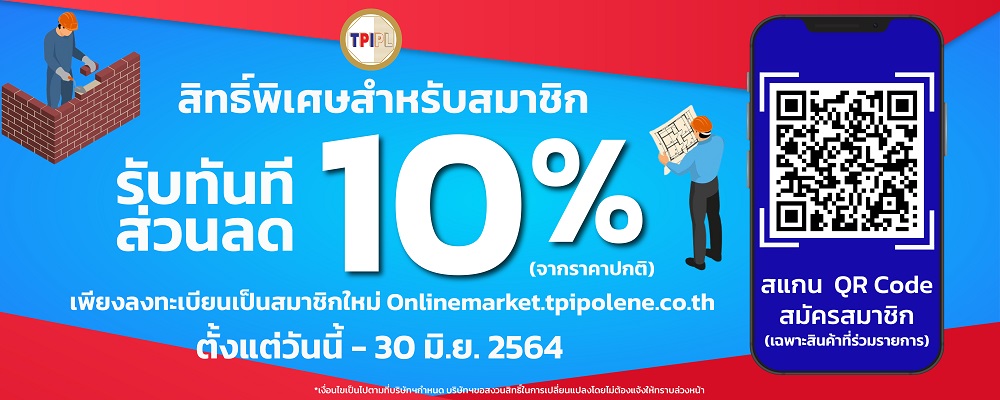 TPIPL
สิทธิ์พิเศษสำหรับสมาชิก
รับทันที
ส่วนลด
10%
(จากราคาปกติ)
เพียงลงทะเบียนเป็นสมาชิกใหม่ Onlinemarket.tpipolene.co.th
ตั้งแต่วันนี้ - 30 มิ.ย. 2564
สแกน QR Code
สมัครสมาชิก
(เฉพาะสินค้าที่ร่วมรายการ)
*เงื่อนไขเป็นไปตามที่บริษัทฯกำหนด บริษัทฯขอสงวนสิทธิ์ในการเปลี่ยนแปลงโดยไม่ต้องแจ้งให้ทราบล่วงหน้า